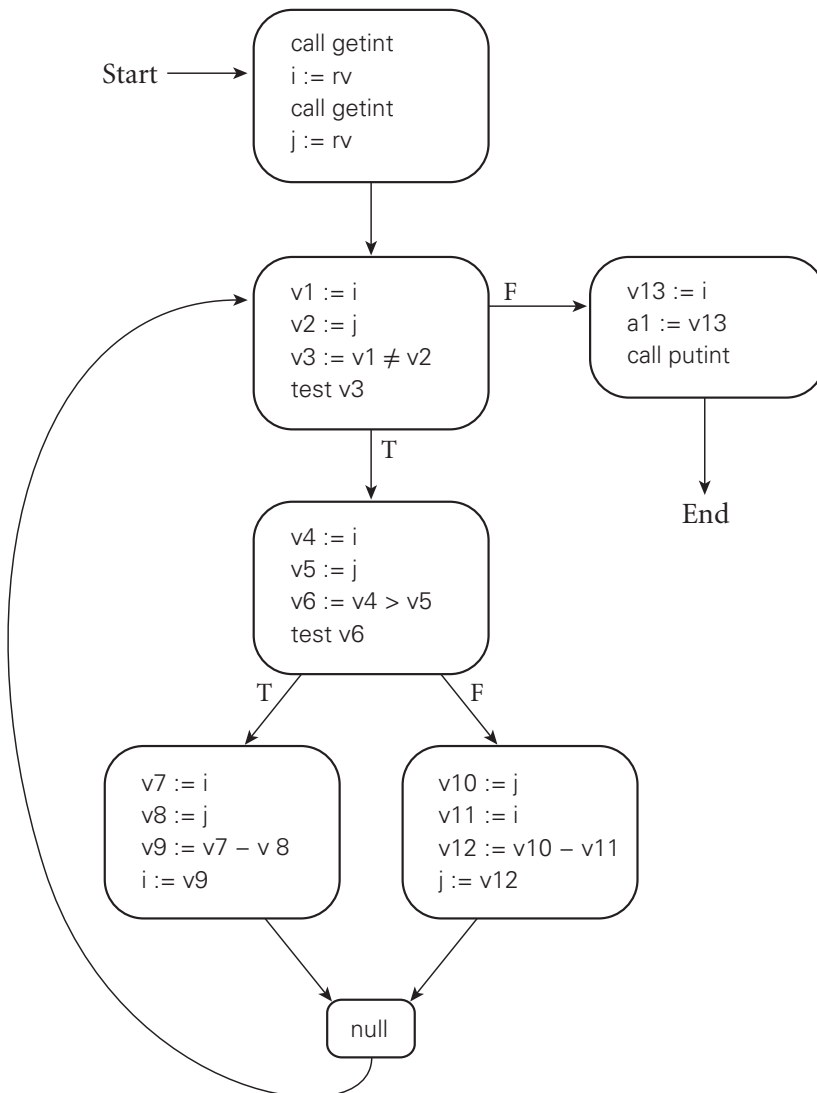 call getint
Start
i := rv
call getint
j := rv
v1 := i
v2 := j
v3 := v1 ≠ v2
test v3
F
v13 := i
a1 := v13
call putint
T
End
v4 := i
v5 := j
v6 := v4 > v5
test v6
T
F
v7 := i
v8 := j
v9 := v7 – v 8
i := v9
v10 := j
v11 := i
v12 := v10 – v11
j := v12
null